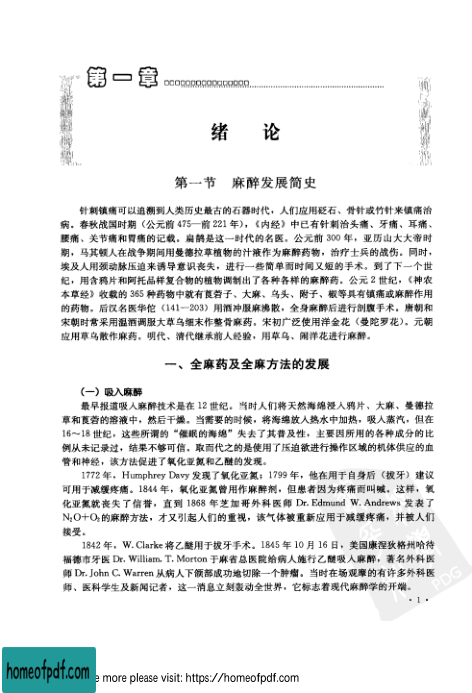 第一章
绪 论
第一节 麻醉发展简史
针刺镇痛可以追溯到人类历史最古的石器时代，人们应用砭石、骨针或竹针来镇痛治
病。春秋战国时期（公元前475—前221年），《内经》中已有针刺治头痛、牙痛、耳痛、
腰痛、关节痛和胃痛的记载。扁鹊是这一时代的名医。公元前300年，亚历山大大帝时
期，马其顿人在战争期间用曼德拉草植物的汁液作为麻醉药物，治疗士兵的战伤。同时，
埃及人用颈动脉压迫来诱导意识丧失，进行一些简单而时间又短的手术。到了下一个世
纪，用含鸦片和阿托品样复合物的植物调制出了各种各样的麻醉药。公元2世纪，《神农
本草经》收载的365种药物中就有莨菪子、大麻、乌头、附子、椒等具有镇痛或麻醉作用
的药物。后汉名医华佗（141—203）用酒冲服麻沸散，全身麻醉后进行剖腹手术。唐朝和
宋朝时常采用温酒调服大草乌细末作整骨麻药。宋初广泛使用洋金花（曼陀罗花）。元朝
应用草乌散作麻药。明代、清代继承前人经验，用草乌、闹洋花进行麻醉。
一、全麻药及全麻方法的发展
（一）吸入麻醉
最早报道吸入麻醉技术是在12世纪。当时人们将天然海绵浸入鸦片、大麻、曼德拉
草和莨菪的溶液中，然后干燥。当需要的时候，将海绵放入热水中加热，吸入蒸汽，但在
16～18世纪，这些所谓的“催眠的海绵”失去了其普及性，主要因所用的各种成分的比
例从未记录过，结果不够可信。取而代之的是使用了压迫欲进行操作区域的机体供应的血
管和神经，该方法促进了氧化亚氮和乙醚的发现。
1772年，Humphrey Davy发现了氧化亚氮；1799年，他在用于自身后（拔牙）建议
可用于减缓疼痛。1844年，氧化亚氮曾用作麻醉剂，但患者因为疼痛而叫喊。这样，氧
化亚氮就丧失了信誉，直到1868年芝加哥外科医师Dr. Edmund W. Andrews发表了
N₂O+O₂的麻醉方法，才又引起人们的重视，该气体被重新应用于减缓疼痛，并被人们
接受。
1842年，W. Clarke将乙醚用于拔牙手术。1845年10月16日，美国康涅狄格州哈特
福德市牙医Dr. William. T. Morton于麻省总医院给病人施行乙醚吸入麻醉，著名外科医
师Dr. John C. Warren从病人下颌部成功地切除一个肿瘤。当时在场观摩的有许多外科医
师、医科学生及新闻记者，这一消息立刻轰动全世界，它标志着现代麻醉学的开端。
· 1 ·
homeofpdf.com
e more please visit: https://homeofpdf.com